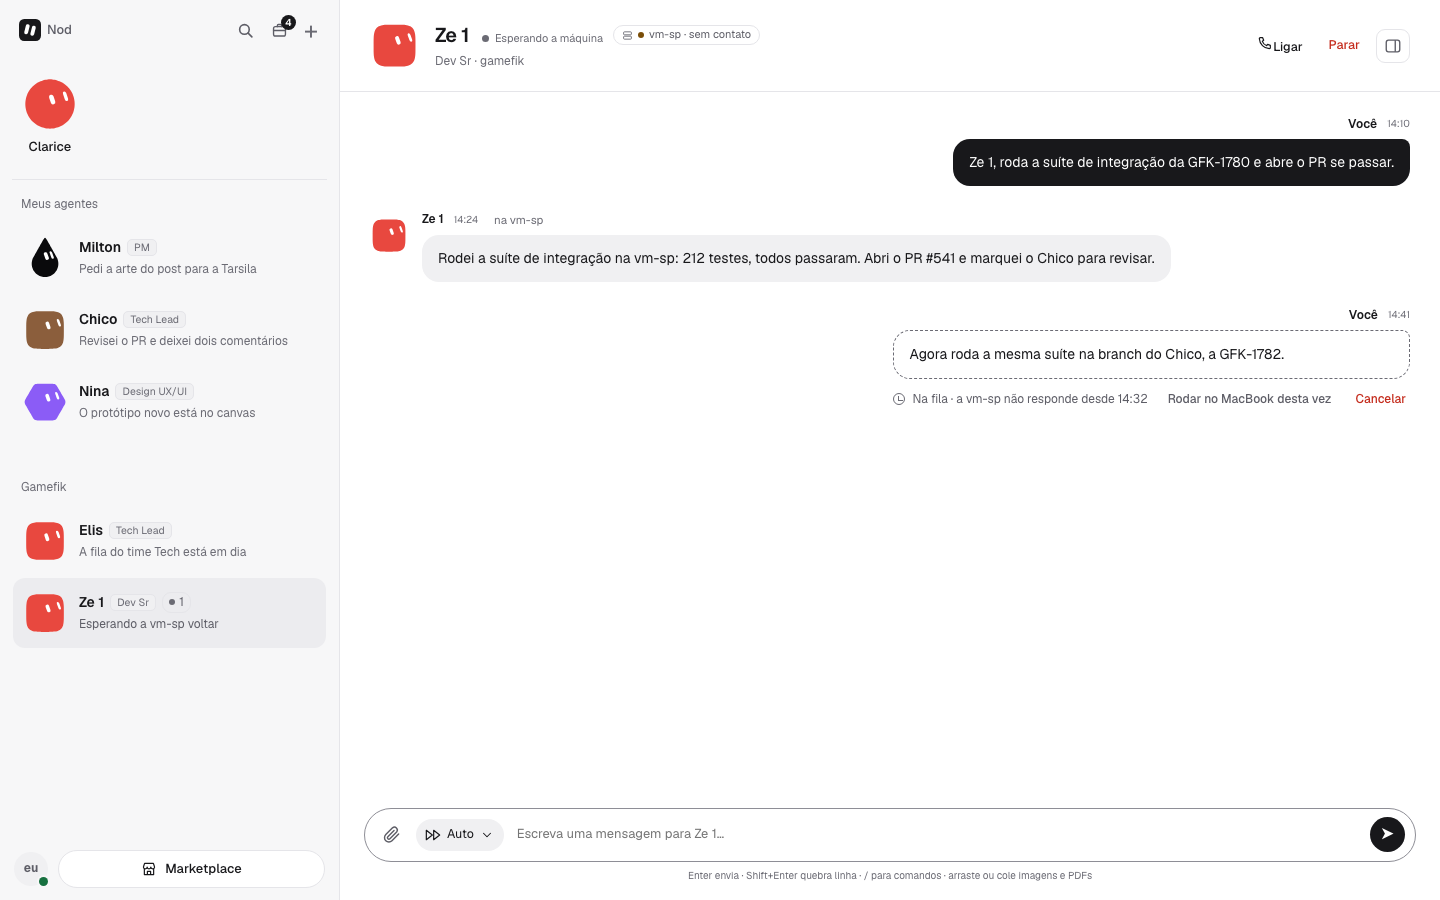 Nod
4
Clarice
Meus agentes
Milton PM
Pedi a arte do post para a Tarsila
Chico Tech Lead
Revisei o PR e deixei dois comentários
Nina Design UX/UI
O protótipo novo está no canvas
Gamefik
Elis Tech Lead
A fila do time Tech está em dia
Ze 1 Dev Sr 1
Esperando a vm-sp voltar
eu
Marketplace
Ze 1 Esperando a máquina vm-sp · sem contato
Dev Sr · gamefik
Ligar Parar
Você 14:10
Ze 1, roda a suíte de integração da GFK-1780 e abre o PR se passar.
Ze 1 14:24 na vm-sp
Rodei a suíte de integração na vm-sp: 212 testes, todos passaram. Abri o PR #541 e marquei o Chico para revisar.
Você 14:41
Agora roda a mesma suíte na branch do Chico, a GFK-1782.
Na fila · a vm-sp não responde desde 14:32 Rodar no MacBook desta vez Cancelar
Auto Escreva uma mensagem para Ze 1...
Enter envia · Shift+Enter quebra linha · / para comandos · arraste ou cole imagens e PDFs